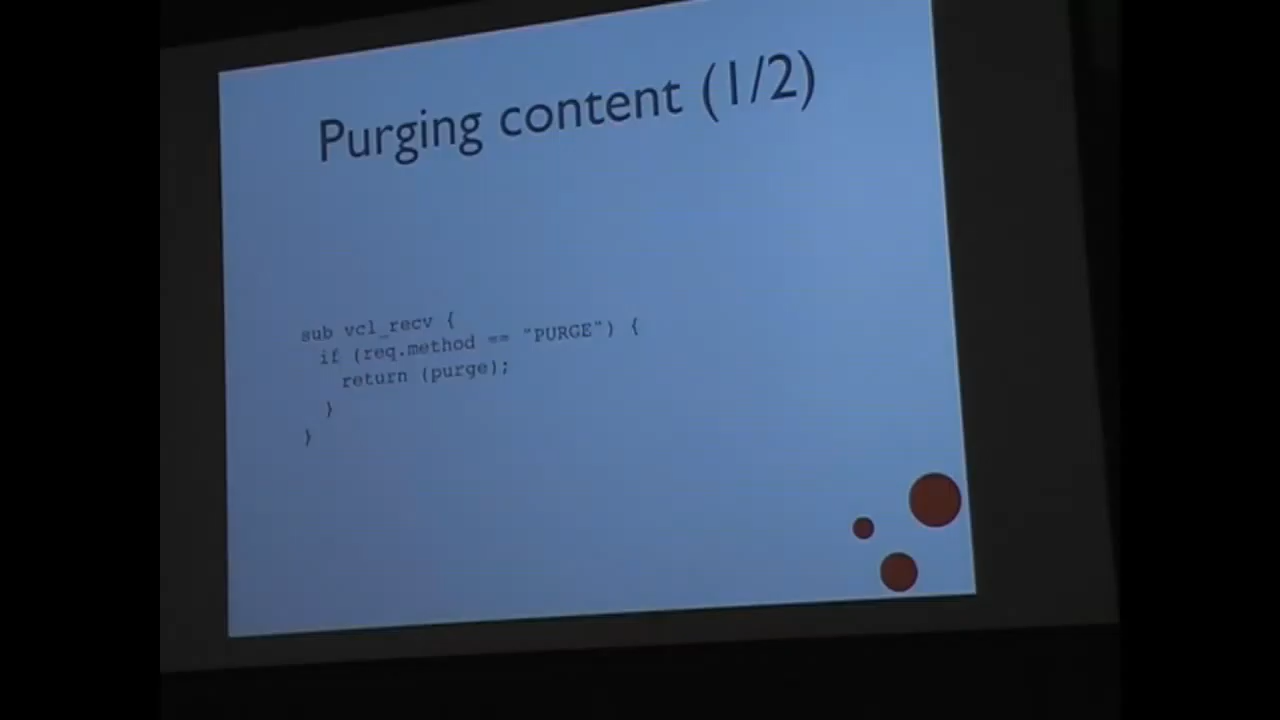 Purging content (1/2)
sub vcl_recv {
if (req.method == "PURGE") {
return (purge);
}
}